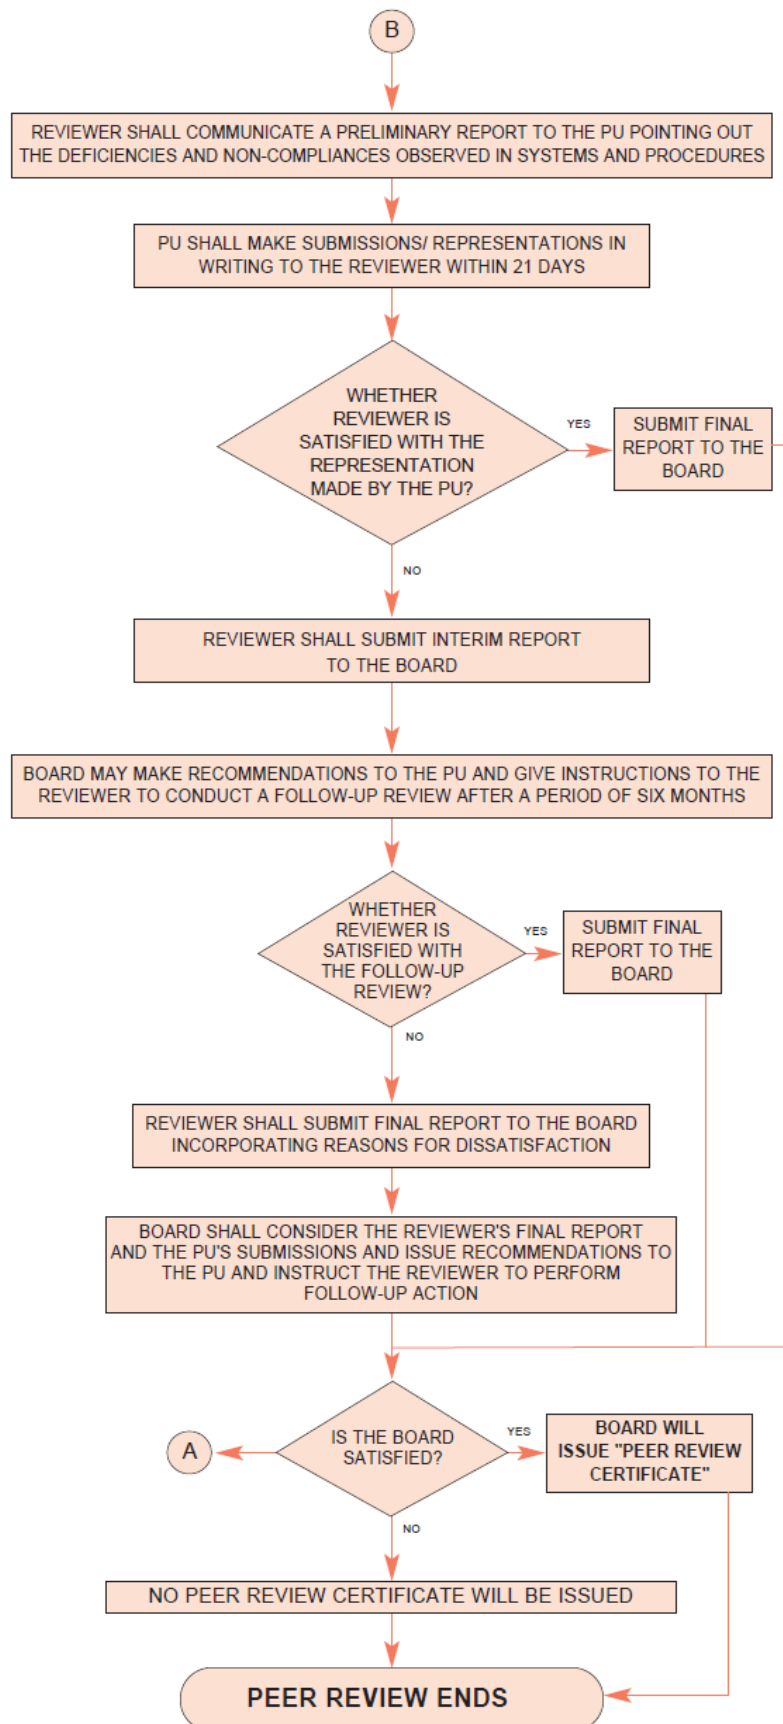 B
REVIEWER SHALL COMMUNICATE A PRELIMINARY REPORT TO THE PU POINTING OUT
THE DEFICIENCIES AND NON-COMPLIANCES OBSERVED IN SYSTEMS AND PROCEDURES
PU SHALL MAKE SUBMISSIONS/ REPRESENTATIONS IN
WRITING TO THE REVIEWER WITHIN 21 DAYS
WHETHER
REVIEWER IS
SATISFIED WITH THE
REPRESENTATION
MADE BY THE PU?
YES
SUBMIT FINAL
REPORT TO THE
BOARD
NO
REVIEWER SHALL SUBMIT INTERIM REPORT
TO THE BOARD
BOARD MAY MAKE RECOMMENDATIONS TO THE PU AND GIVE INSTRUCTIONS TO THE
REVIEWER TO CONDUCT A FOLLOW-UP REVIEW AFTER A PERIOD OF SIX MONTHS
WHETHER
REVIEWER IS
SATISFIED WITH
THE FOLLOW-UP
REVIEW?
YES
SUBMIT FINAL
REPORT TO THE
BOARD
NO
REVIEWER SHALL SUBMIT FINAL REPORT TO THE BOARD
INCORPORATING REASONS FOR DISSATISFACTION
BOARD SHALL CONSIDER THE REVIEWER'S FINAL REPORT
AND THE PU'S SUBMISSIONS AND ISSUE RECOMMENDATIONS TO
THE PU AND INSTRUCT THE REVIEWER TO PERFORM
FOLLOW-UP ACTION
A
IS THE BOARD
SATISFIED?
YES
BOARD WILL
ISSUE "PEER REVIEW
CERTIFICATE"
NO
NO PEER REVIEW CERTIFICATE WILL BE ISSUED
PEER REVIEW ENDS